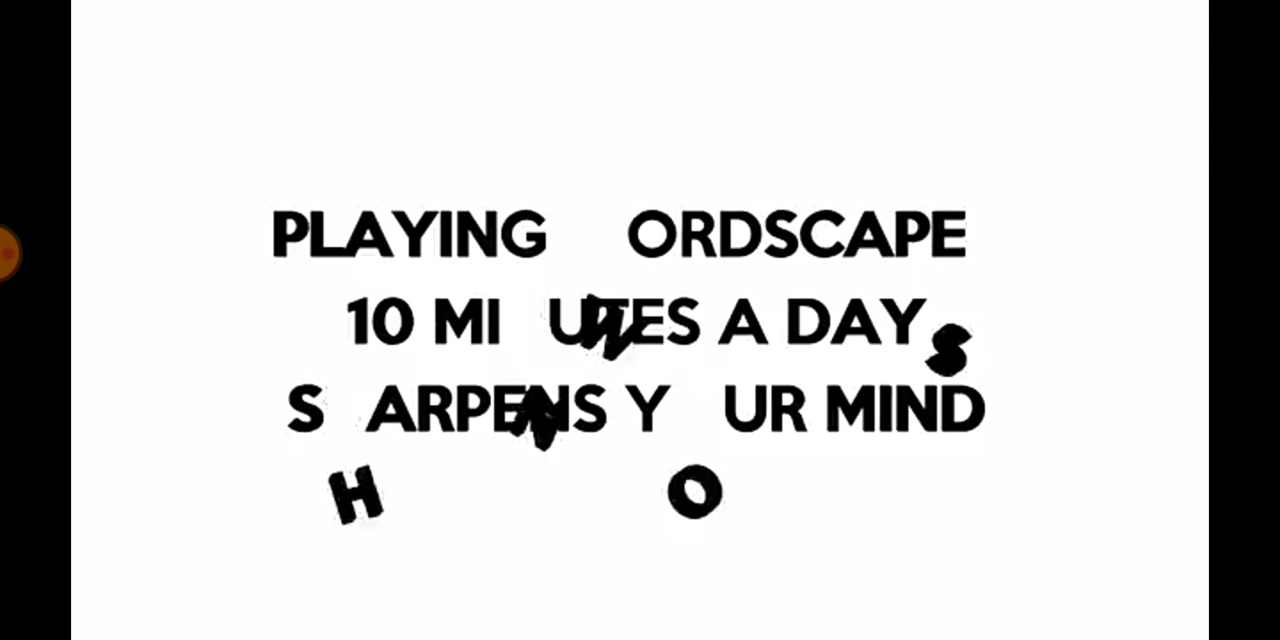 PLAYING ORDSCAPE
10 MI UTES A DAY
W S
S ARPENS Y UR MIND
N
H O